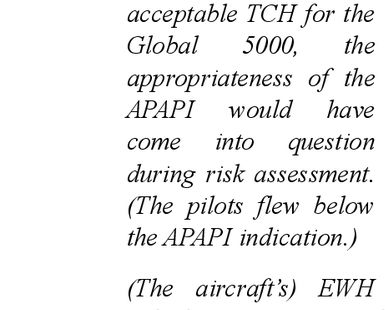 acceptable TCH for the
Global 5000, the
appropriateness of the
APAPI would have
come into question
during risk assessment.
(The pilots flew below
the APAPI indication.)
(The aircraft's) EWH